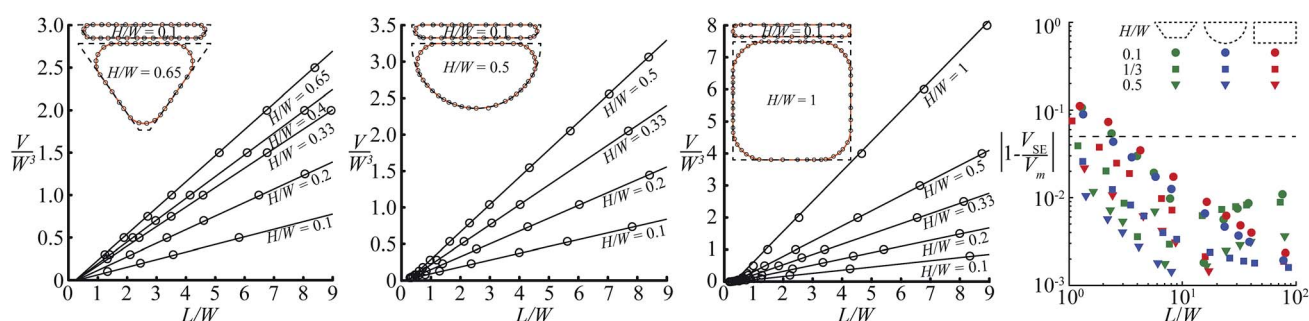 3.0
2.5
2.0
1.5
1.0
0.5
0
V
W³
H/W = 0.1
H/W = 0.65
H/W = 0.65
H/W = 0.4
H/W = 0.33
H/W = 0.2
H/W = 0.1
0 1 2 3 4 5 6 7 8 9
L/W
3.5
3.0
2.5
2.0
1.5
1.0
0.5
0
V
W³
H/W = 0.1
H/W = 0.5
H/W = 0.5
H/W = 0.33
H/W = 0.2
H/W = 0.1
0 1 2 3 4 5 6 7 8 9
L/W
8
7
6
5
4
3
2
1
0
V
W³
H/W = 0.1
H/W = 1
H/W = 1
H/W = 0.5
H/W = 0.33
H/W = 0.2
H/W = 0.1
0 1 2 3 4 5 6 7 8 9
L/W
10⁰
10⁻¹
10⁻²
10⁻³
|1-V_SE/V_m|
H/W
0.1
1/3
0.5
10⁰ 10¹ 10²
L/W